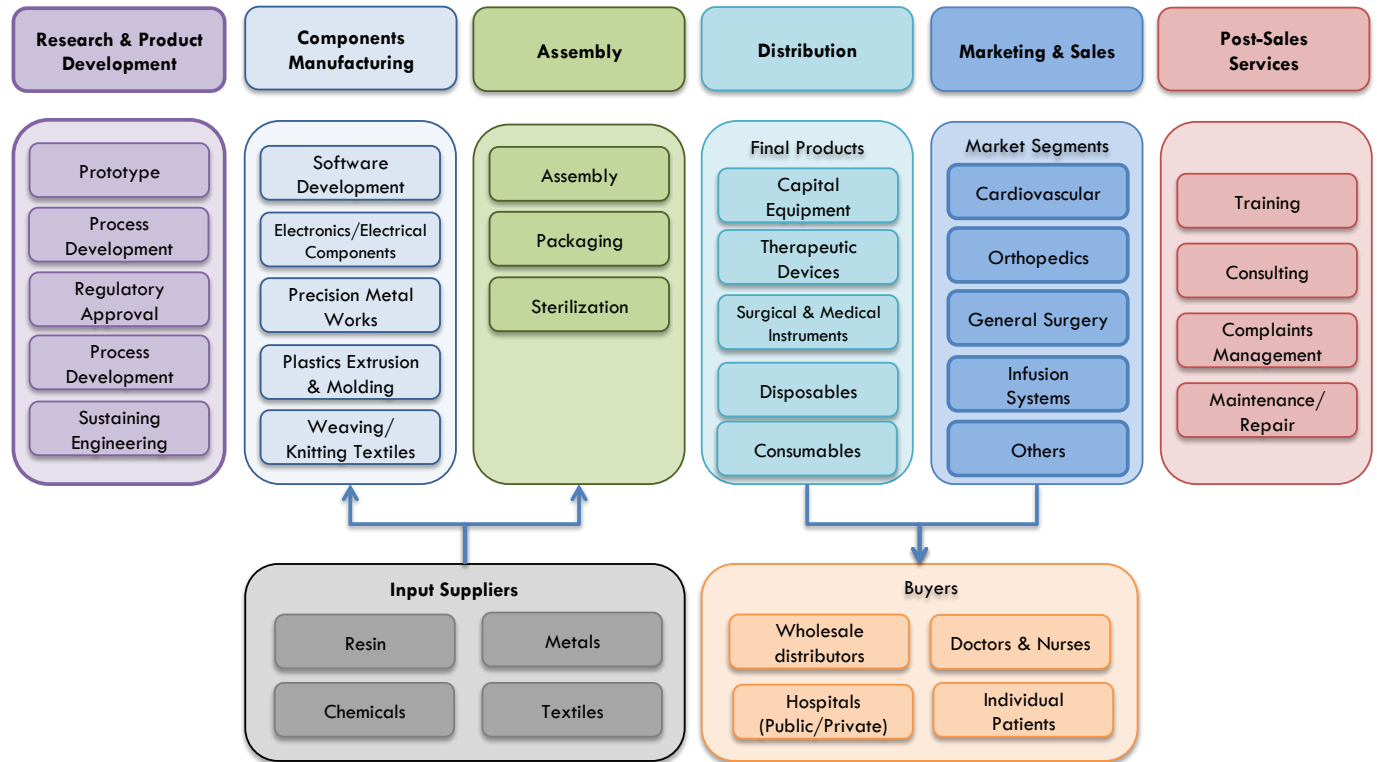 Research & Product
Development
Components
Manufacturing
Assembly
Distribution
Marketing & Sales
Post-Sales
Services
Prototype
Process
Development
Regulatory
Approval
Process
Development
Sustaining
Engineering
Software
Development
Electronics/Electrical
Components
Precision Metal
Works
Plastics Extrusion
& Molding
Weaving/
Knitting Textiles
Assembly
Packaging
Sterilization
Final Products
Capital
Equipment
Therapeutic
Devices
Surgical & Medical
Instruments
Disposables
Consumables
Market Segments
Cardiovascular
Orthopedics
General Surgery
Infusion
Systems
Others
Training
Consulting
Complaints
Management
Maintenance/
Repair
Input Suppliers
Resin
Metals
Chemicals
Textiles
Buyers
Wholesale
distributors
Doctors & Nurses
Hospitals
(Public/Private)
Individual
Patients